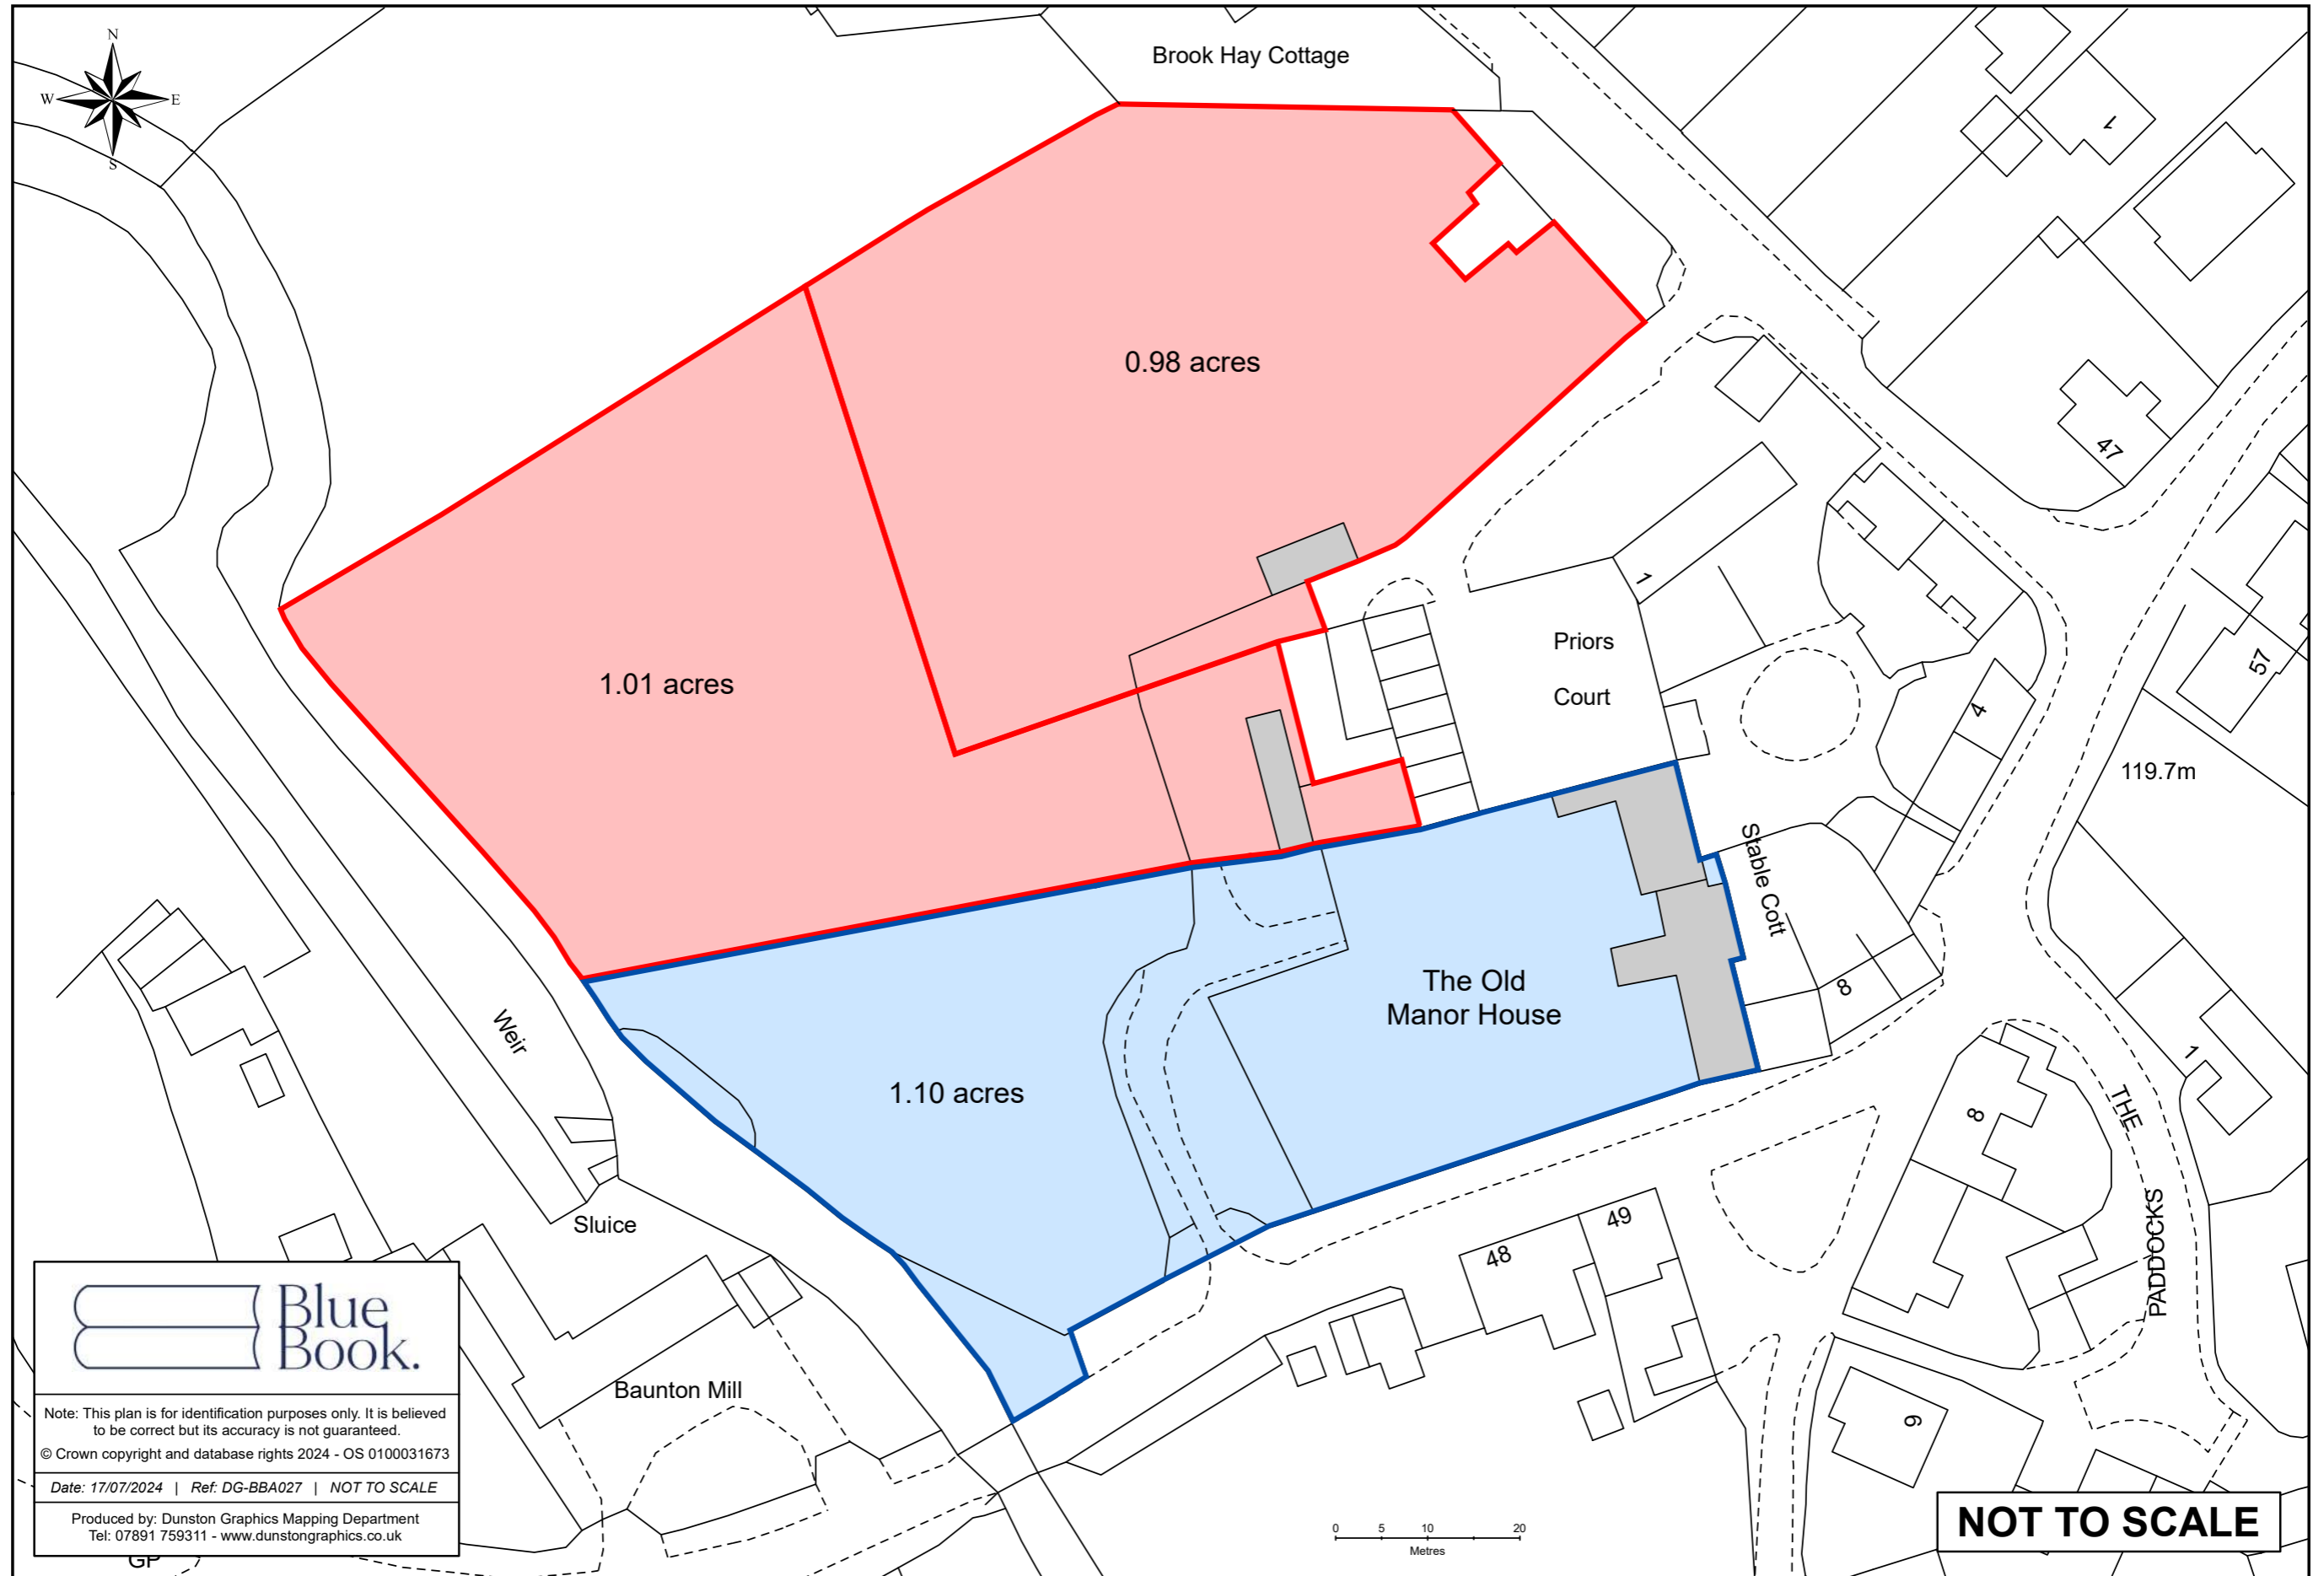 N
W
E
S
Brook Hay Cottage
1
0.98 acres
47
1
Priors
Court
57
1.01 acres
4
119.7m
Stable Cott
The Old
Manor House
8
Weir
1
1.10 acres
8
THE
PADDOCKS
Sluice
49
48
Baunton Mill
9
Blue
Book.
Note: This plan is for identification purposes only. It is believed
to be correct but its accuracy is not guaranteed.
© Crown copyright and database rights 2024 - OS 0100031673
Date: 17/07/2024 | Ref: DG-BBA027 | NOT TO SCALE
Produced by: Dunston Graphics Mapping Department
Tel: 07891 759311 - www.dunstongraphics.co.uk
GP
0 5 10 20
Metres
NOT TO SCALE